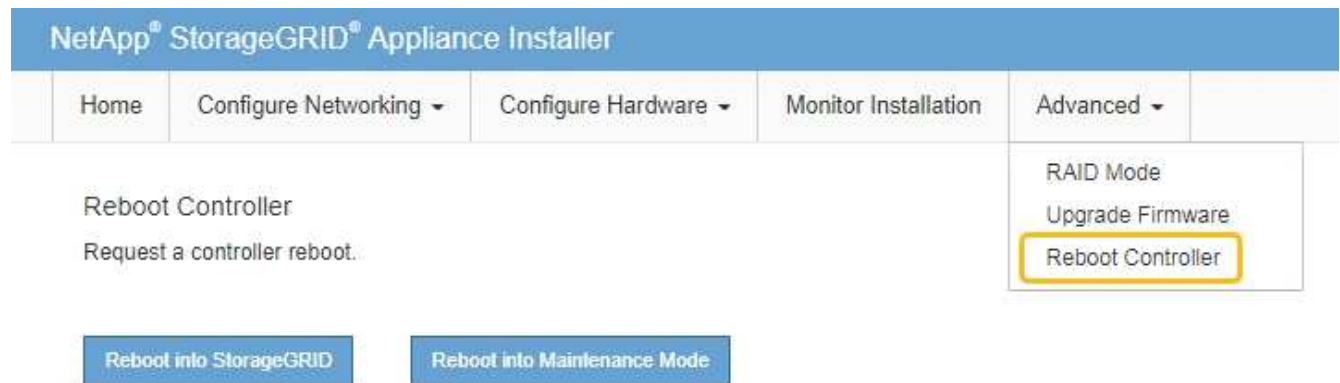 NetApp® StorageGRID® Appliance Installer
Home Configure Networking Configure Hardware Monitor Installation Advanced
RAID Mode
Upgrade Firmware
Reboot Controller
Reboot Controller
Request a controller reboot.
Reboot into StorageGRID Reboot into Maintenance Mode